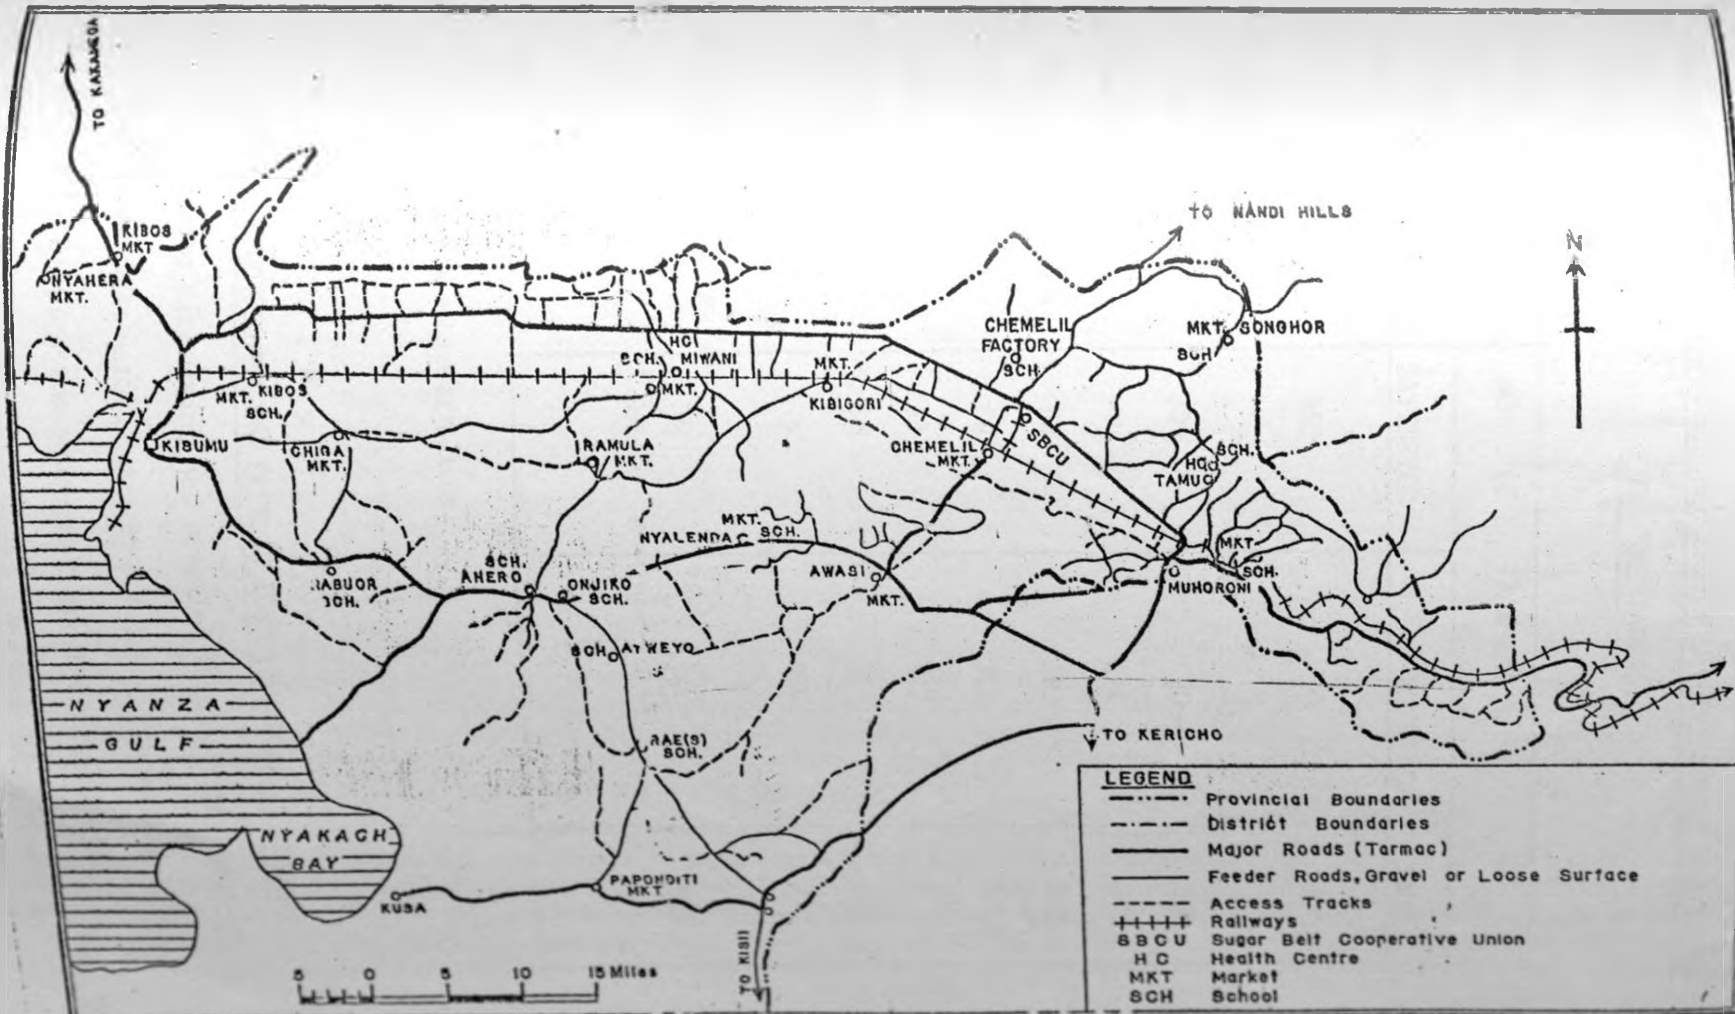 TO KAKAMEGA
TO NANDI HILLS
N
KIBOS
MKT
NYAHERA
MKT.
CHEMELIL
FACTORY
SCH.
MKT. SONGHOR
SCH
HC
SCH. MIWANI
MKT.
MKT.
KIBIGORI
MKT. KIBOS
SCH.
KISUMU
CHIGA
MKT.
RAMULA
MKT.
CHEMELIL
MKT.
SBCU
SCH.
HC
TAMU
MKT.
NYALENDA SCH.
AWASI
MKT.
MKT
SCH.
MUHORONI
RABUOR
SCH.
SCH.
AHERO
ONJIKO
SCH.
SCH. AYWEYO
RAE(S)
SCH.
NYANZA
GULF
NYAKACH
BAY
KUSA
PAPONDITI
MKT
TO KERICHO
TO KISII
5 0 5 10 15 Miles
LEGEND
Provincial Boundaries
District Boundaries
Major Roads (Tarmac)
Feeder Roads, Gravel or Loose Surface
Access Tracks
Railways
SBCU Sugar Belt Cooperative Union
HC Health Centre
MKT Market
SCH School